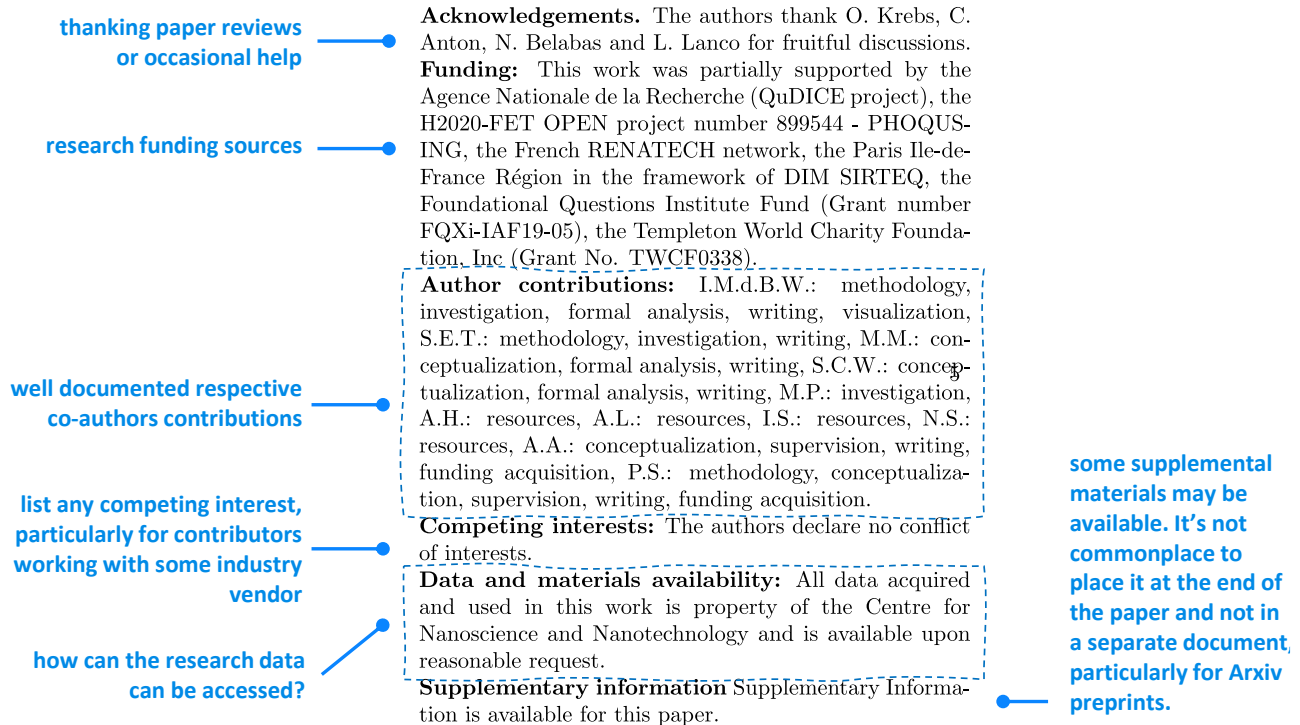 thanking paper reviews
or occasional help
research funding sources
well documented respective
co-authors contributions
list any competing interest,
particularly for contributors
working with some industry
vendor
how can the research data
can be accessed?
Acknowledgements. The authors thank O. Krebs, C.
Anton, N. Belabas and L. Lanco for fruitful discussions.
Funding: This work was partially supported by the
Agence Nationale de la Recherche (QuDICE project), the
H2020-FET OPEN project number 899544 - PHOQUS-
ING, the French RENATECH network, the Paris Ile-de-
France Région in the framework of DIM SIRTEQ, the
Foundational Questions Institute Fund (Grant number
FQXi-IAF19-05), the Templeton World Charity Founda-
tion, Inc (Grant No. TWCF0338).
Author contributions: I.M.d.B.W.: methodology,
investigation, formal analysis, writing, visualization,
S.E.T.: methodology, investigation, writing, M.M.: con-
ceptualization, formal analysis, writing, S.C.W.: concep-
5
tualization, formal analysis, writing, M.P.: investigation,
A.H.: resources, A.L.: resources, I.S.: resources, N.S.:
resources, A.A.: conceptualization, supervision, writing,
funding acquisition, P.S.: methodology, conceptualiza-
tion, supervision, writing, funding acquisition.
Competing interests: The authors declare no conflict
of interests.
Data and materials availability: All data acquired
and used in this work is property of the Centre for
Nanoscience and Nanotechnology and is available upon
reasonable request.
Supplementary information Supplementary Informa-
tion is available for this paper.
some supplemental
materials may be
available. It's not
commonplace to
place it at the end of
the paper and not in
a separate document,
particularly for Arxiv
preprints.